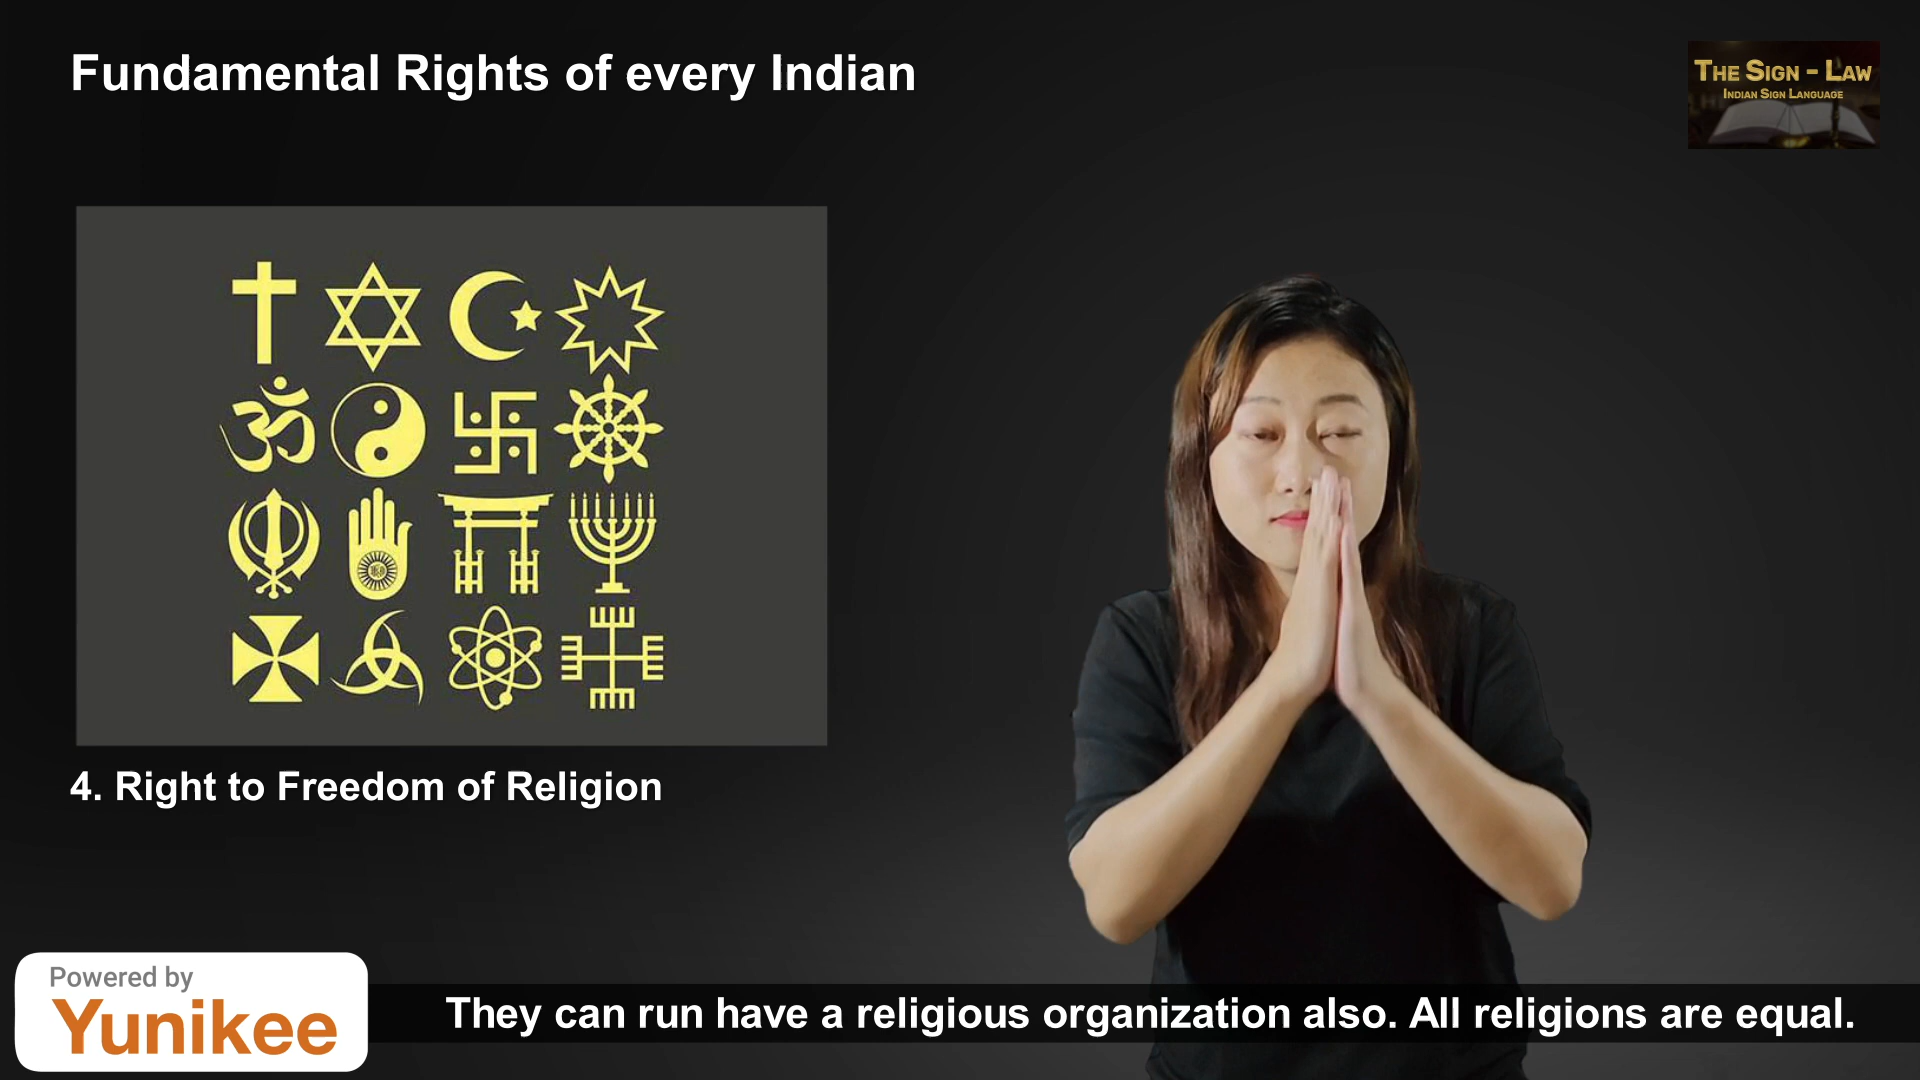 Fundamental Rights of every Indian
THE SIGN - LAW
INDIAN SIGN LANGUAGE
4. Right to Freedom of Religion
Powered by
Yunikee
They can run have a religious organization also. All religions are equal.